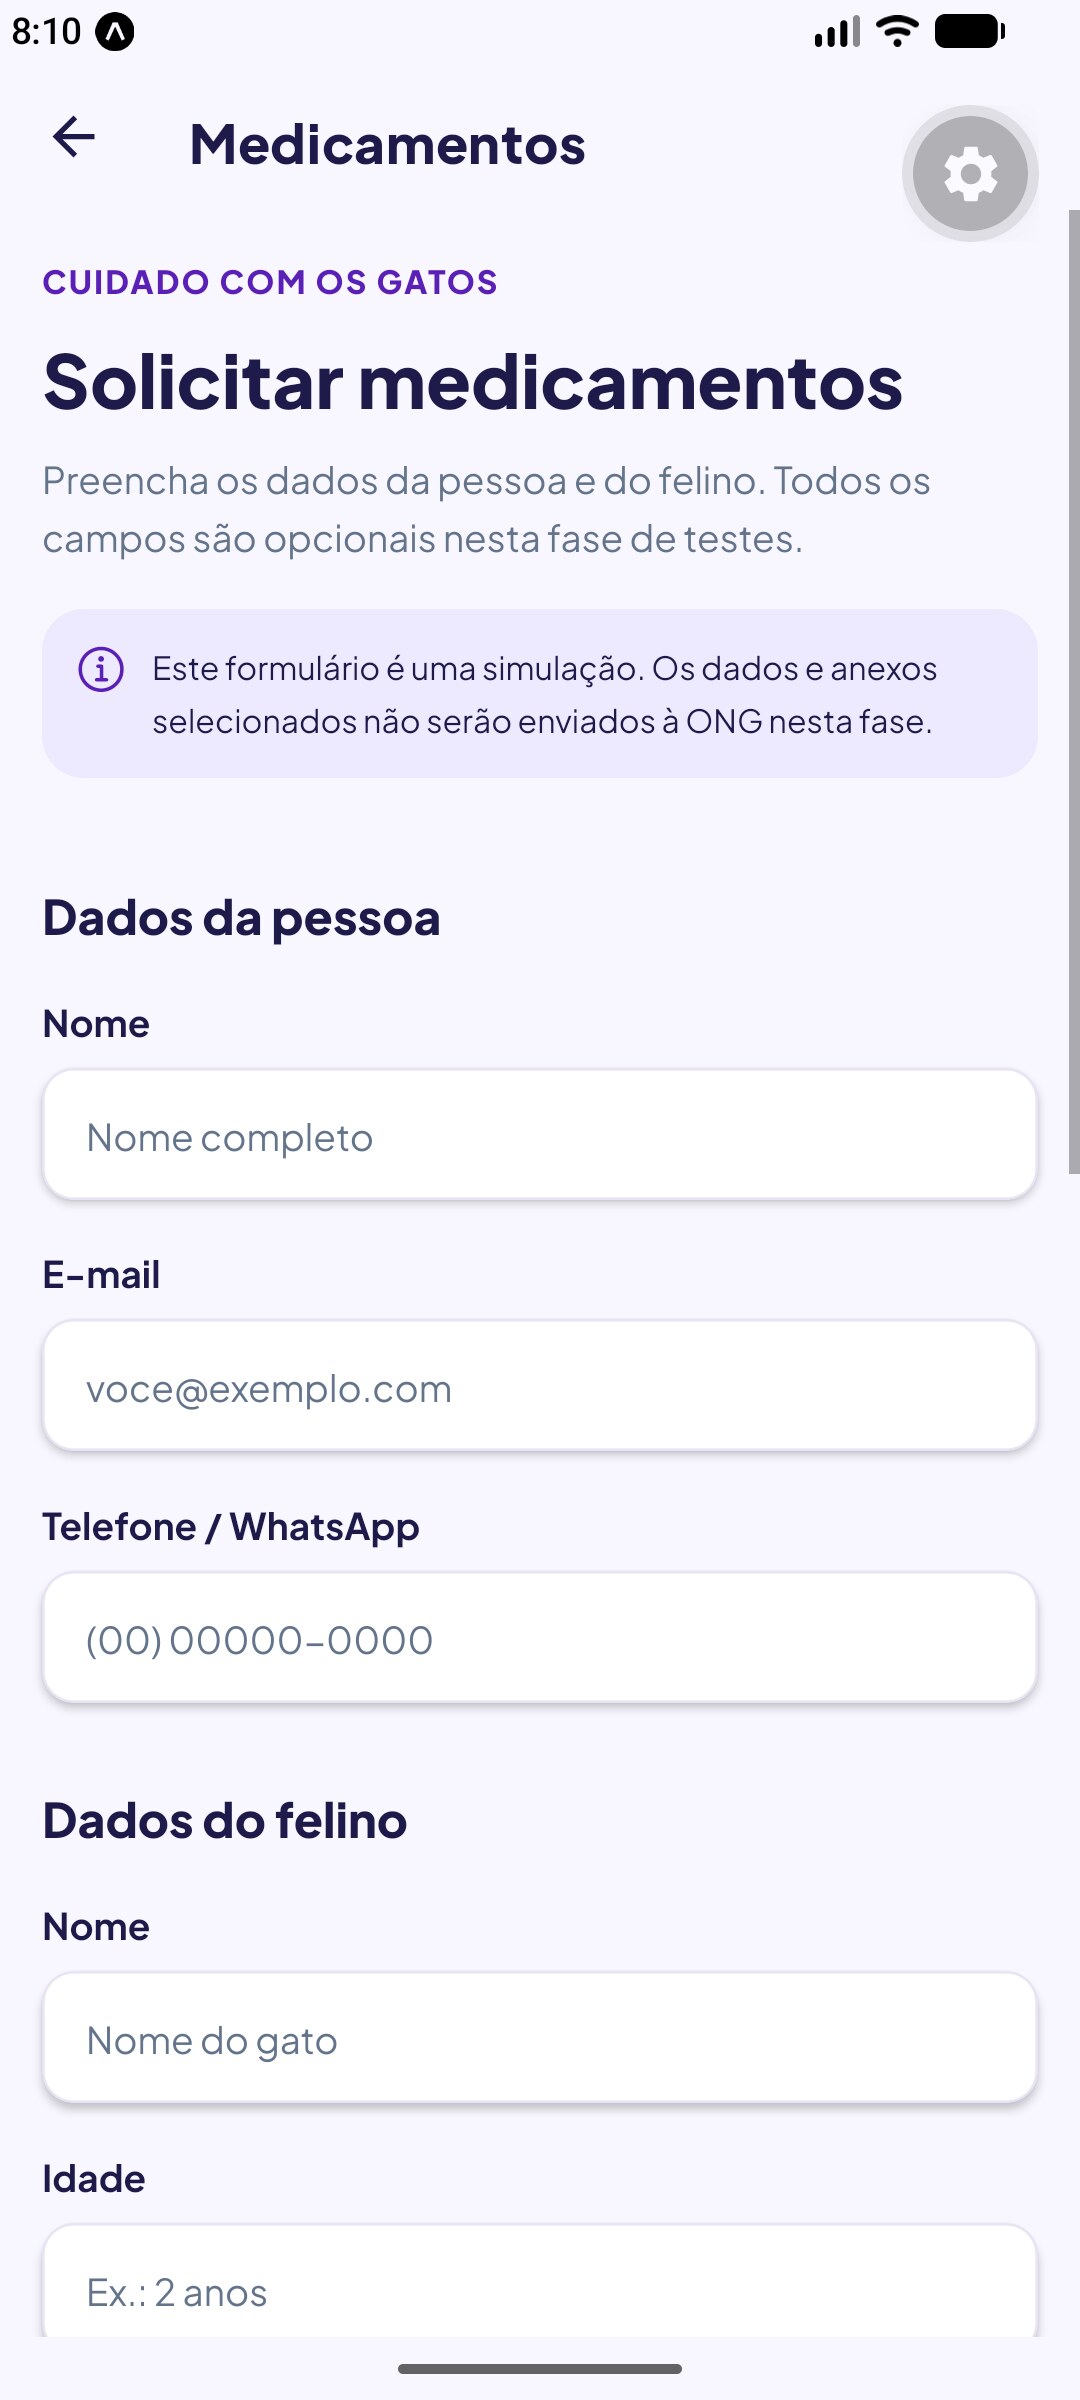 8:10
Medicamentos
CUIDADO COM OS GATOS
Solicitar medicamentos
Preencha os dados da pessoa e do felino. Todos os
campos são opcionais nesta fase de testes.
Este formulário é uma simulação. Os dados e anexos
selecionados não serão enviados à ONG nesta fase.
Dados da pessoa
Nome
Nome completo
E-mail
voce@exemplo.com
Telefone / WhatsApp
(00) 00000-0000
Dados do felino
Nome
Nome do gato
Idade
Ex.: 2 anos